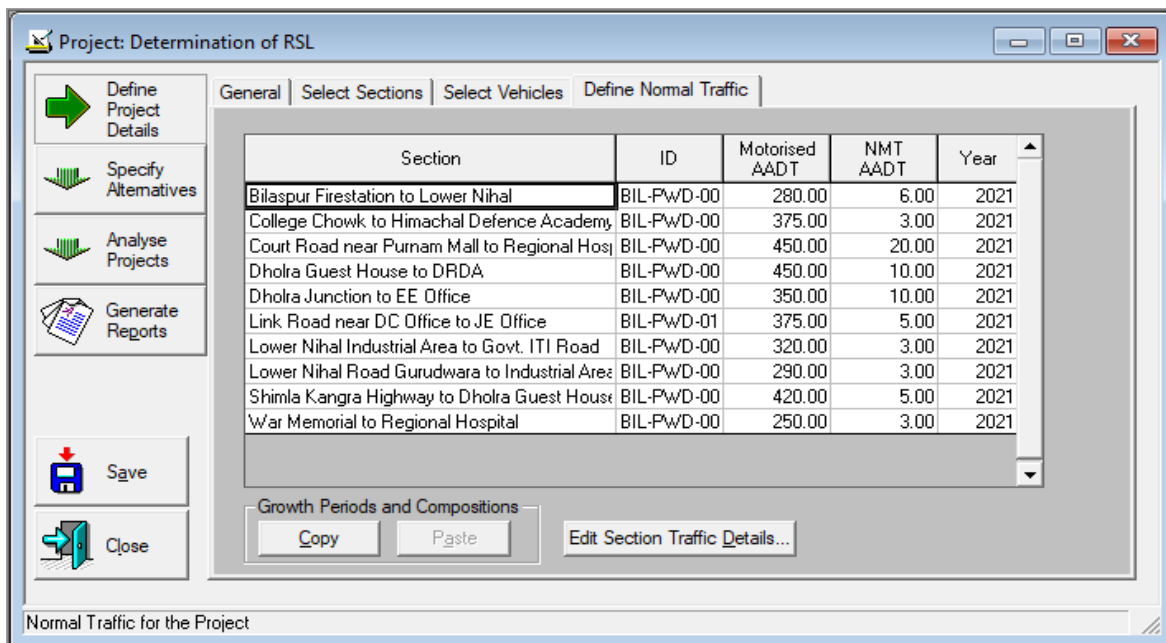 Project: Determination of RSL
Define
Project
Details
Specify
Alternatives
Analyse
Projects
Generate
Reports
Save
Close
General Select Sections Select Vehicles Define Normal Traffic
Section ID Motorised AADT NMT AADT Year
Bilaspur Firestation to Lower Nihal BIL-PWD-00 280.00 6.00 2021
College Chowk to Himachal Defence Academy BIL-PWD-00 375.00 3.00 2021
Court Road near Purnam Mall to Regional Hosp BIL-PWD-00 450.00 20.00 2021
Dholra Guest House to DRDA BIL-PWD-00 450.00 10.00 2021
Dholra Junction to EE Office BIL-PWD-00 350.00 10.00 2021
Link Road near DC Office to JE Office BIL-PWD-01 375.00 5.00 2021
Lower Nihal Industrial Area to Govt. ITI Road BIL-PWD-00 320.00 3.00 2021
Lower Nihal Road Gurudwara to Industrial Area BIL-PWD-00 290.00 3.00 2021
Shimla Kangra Highway to Dholra Guest House BIL-PWD-00 420.00 5.00 2021
War Memorial to Regional Hospital BIL-PWD-00 250.00 3.00 2021
Growth Periods and Compositions
Copy Paste Edit Section Traffic Details...
Normal Traffic for the Project